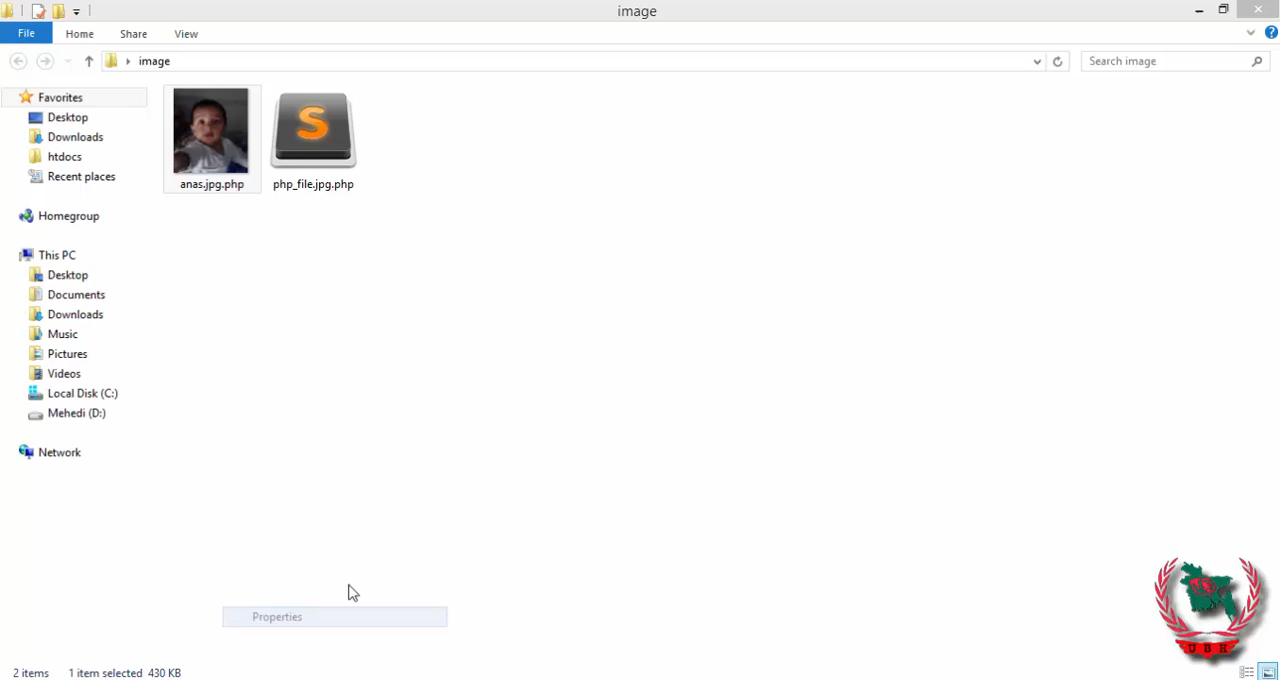 image
File Home Share View
image
Search image
Favorites
Desktop
Downloads
htdocs
Recent places
Homegroup
This PC
Desktop
Documents
Downloads
Music
Pictures
Videos
Local Disk (C:)
Mehedi (D:)
Network
S
anas.jpg.php php_file.jpg.php
Properties
U B H
2 items 1 item selected 430 KB